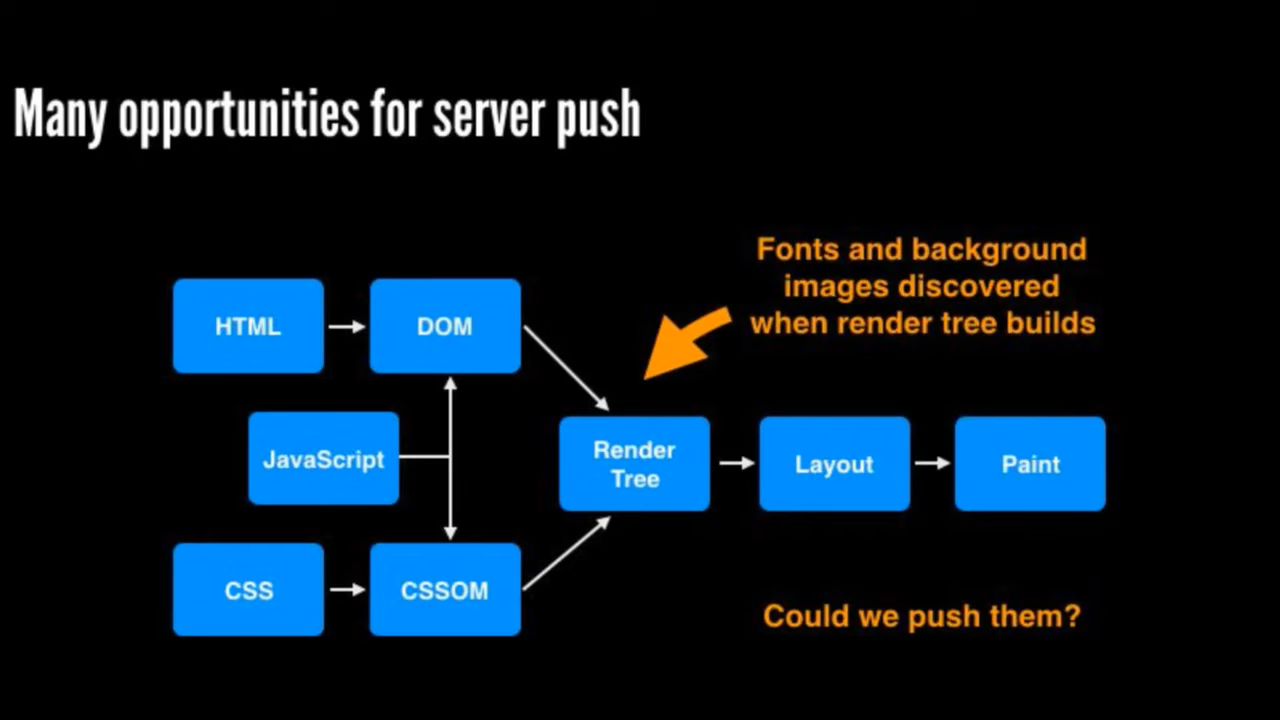 Many opportunities for server push
Fonts and background
images discovered
when render tree builds
HTML
DOM
JavaScript
Render
Tree
Layout
Paint
CSS
CSSOM
Could we push them?